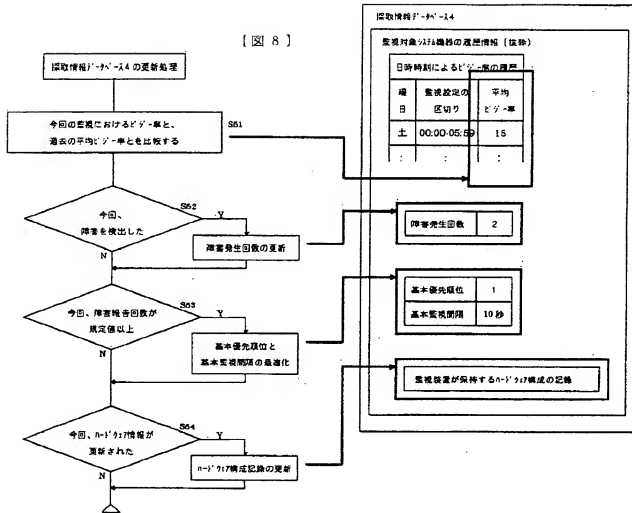 [図 8]
採取情報データベース4の更新処理
今回の監視におけるビジー率と、
過去の平均ビジー率とを比較する
S51
今回、
障害を検出した
S52
Y
N
障害発生回数の更新
今回、障害報告回数が
規定値以上
S53
Y
N
基本優先順位と
基本監視間隔の最適化
今回、ハードウェア情報が
更新された
S54
Y
N
ハードウェア構成記録の更新
採取情報データベース4
監視対象システム機器の履歴情報（抜粋）
日時時刻によるビジー率の履歴
曜 監視設定の 平均
日 区切り ビジー率
土 00:00-05:59 15
: : :
障害発生回数 2
基本優先順位 1
基本監視間隔 10秒
監視装置が保持するハードウェア構成の記録